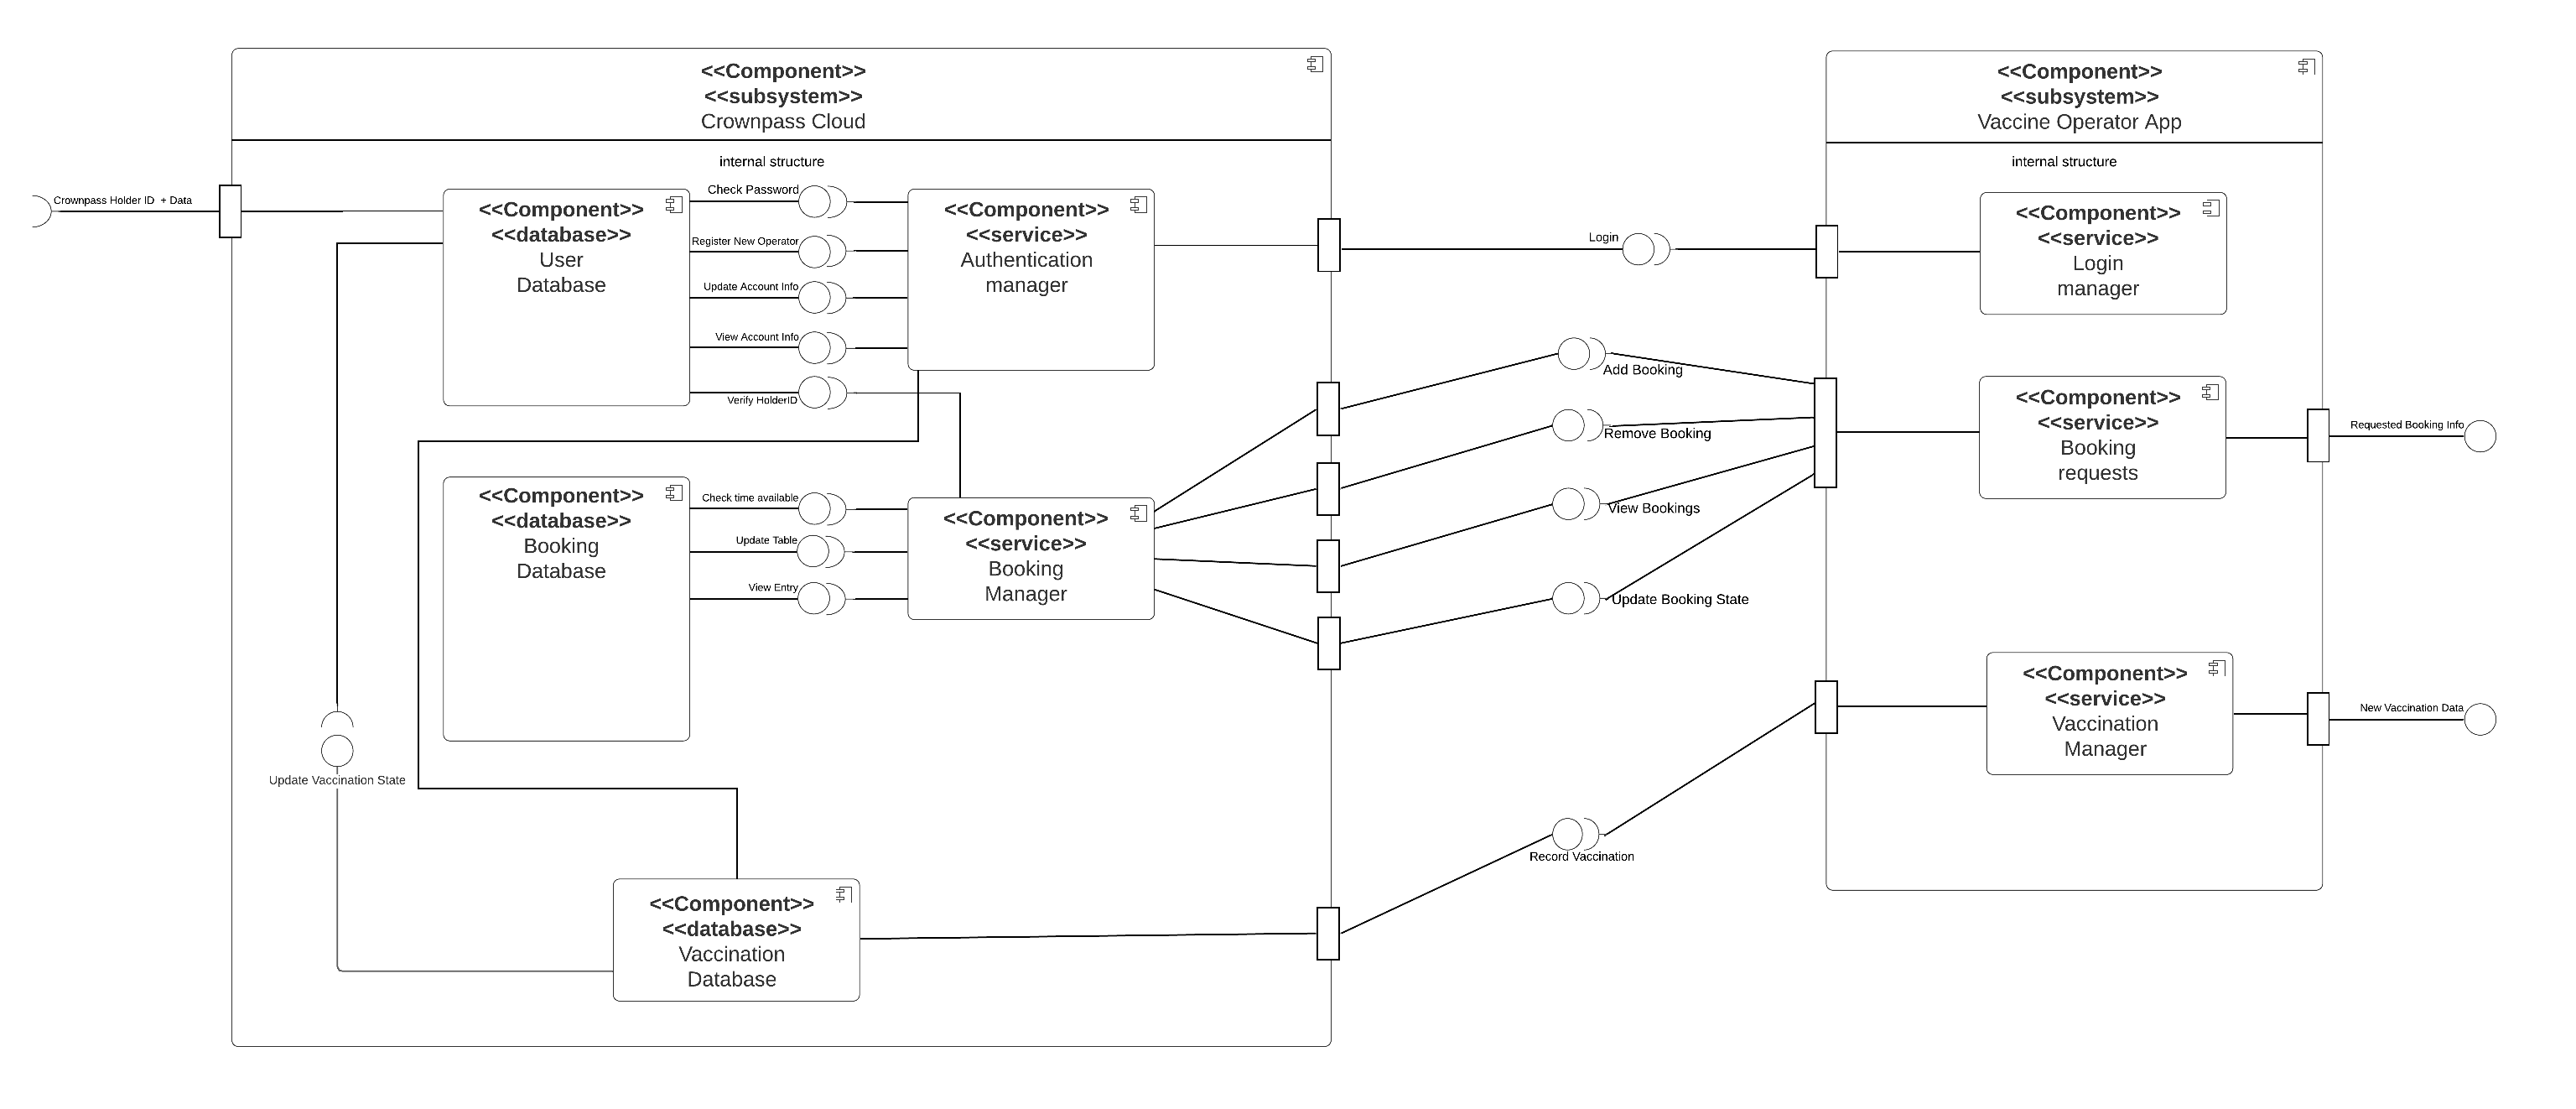 <<Component>>
<<subsystem>>
Crownpass Cloud
internal structure
Crownpass Holder ID  + Data
<<Component>>
<<database>>
User
Database
Check Password
Register New Operator
Update Account Info
View Account Info
Verify HolderID
<<Component>>
<<service>>
Authentication
manager
<<Component>>
<<database>>
Booking
Database
Check time available
Update Table
View Entry
<<Component>>
<<service>>
Booking
Manager
Update Vaccination State
<<Component>>
<<database>>
Vaccination
Database
Login
Add Booking
Remove Booking
View Bookings
Update Booking State
Record Vaccination
<<Component>>
<<subsystem>>
Vaccine Operator App
internal structure
<<Component>>
<<service>>
Login
manager
<<Component>>
<<service>>
Booking
requests
Requested Booking Info
<<Component>>
<<service>>
Vaccination
Manager
New Vaccination Data